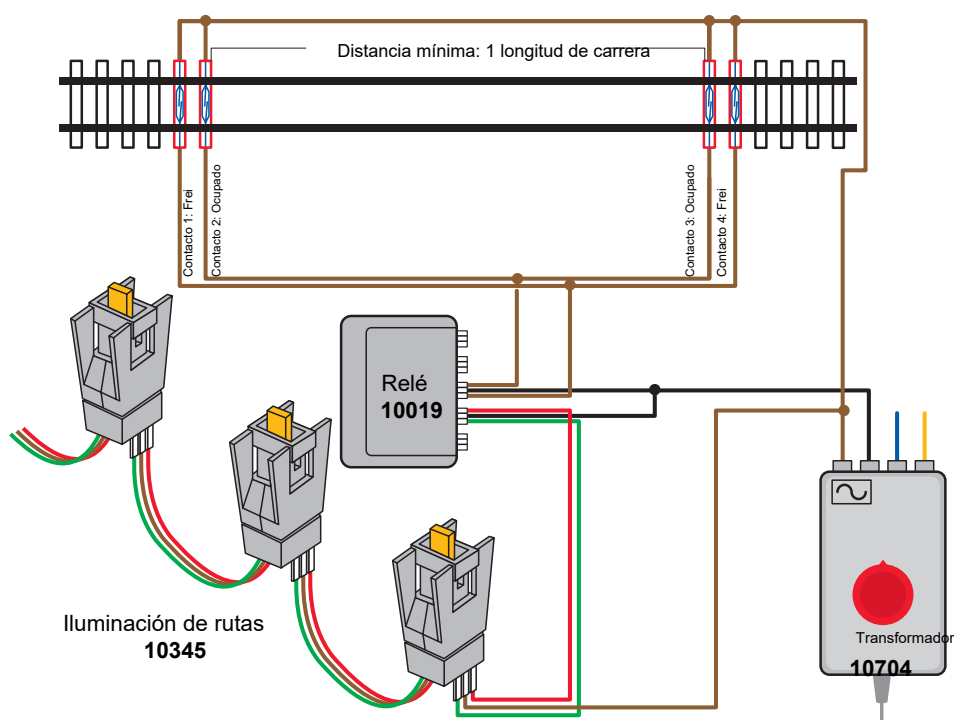 Distancia mínima: 1 longitud de carrera
Contacto 1: Frei
Contacto 2: Ocupado
Contacto 3: Ocupado
Contacto 4: Frei
Relé
10019
Iluminación de rutas
10345
Transformador
10704